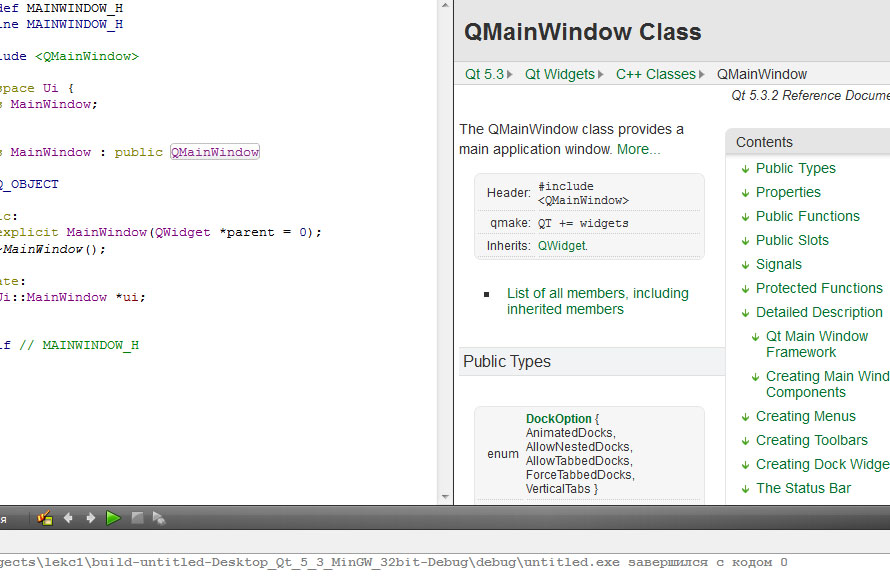 def MAINWINDOW_H
ine MAINWINDOW_H
lude <QMainWindow>
space Ui {
s MainWindow;
s MainWindow : public QMainWindow
Q_OBJECT
ic:
explicit MainWindow(QWidget *parent = 0);
~MainWindow();
ate:
Ui::MainWindow *ui;
if // MAINWINDOW_H
QMainWindow Class
Qt 5.3 Qt Widgets C++ Classes QMainWindow
Qt 5.3.2 Reference Docume
The QMainWindow class provides a
main application window. More...
Header: #include
<QMainWindow>
qmake: QT += widgets
Inherits: QWidget.
List of all members, including
inherited members
Public Types
enum DockOption {
AnimatedDocks,
AllowNestedDocks,
AllowTabbedDocks,
ForceTabbedDocks,
VerticalTabs }
Contents
Public Types
Properties
Public Functions
Public Slots
Signals
Protected Functions
Detailed Description
Qt Main Window
Framework
Creating Main Wind
Components
Creating Menus
Creating Toolbars
Creating Dock Widge
The Status Bar
я
gects\lekc1\build-untitled-Desktop_Qt_5_3_MinGW_32bit-Debug\debug\untitled.exe завершился с кодом 0